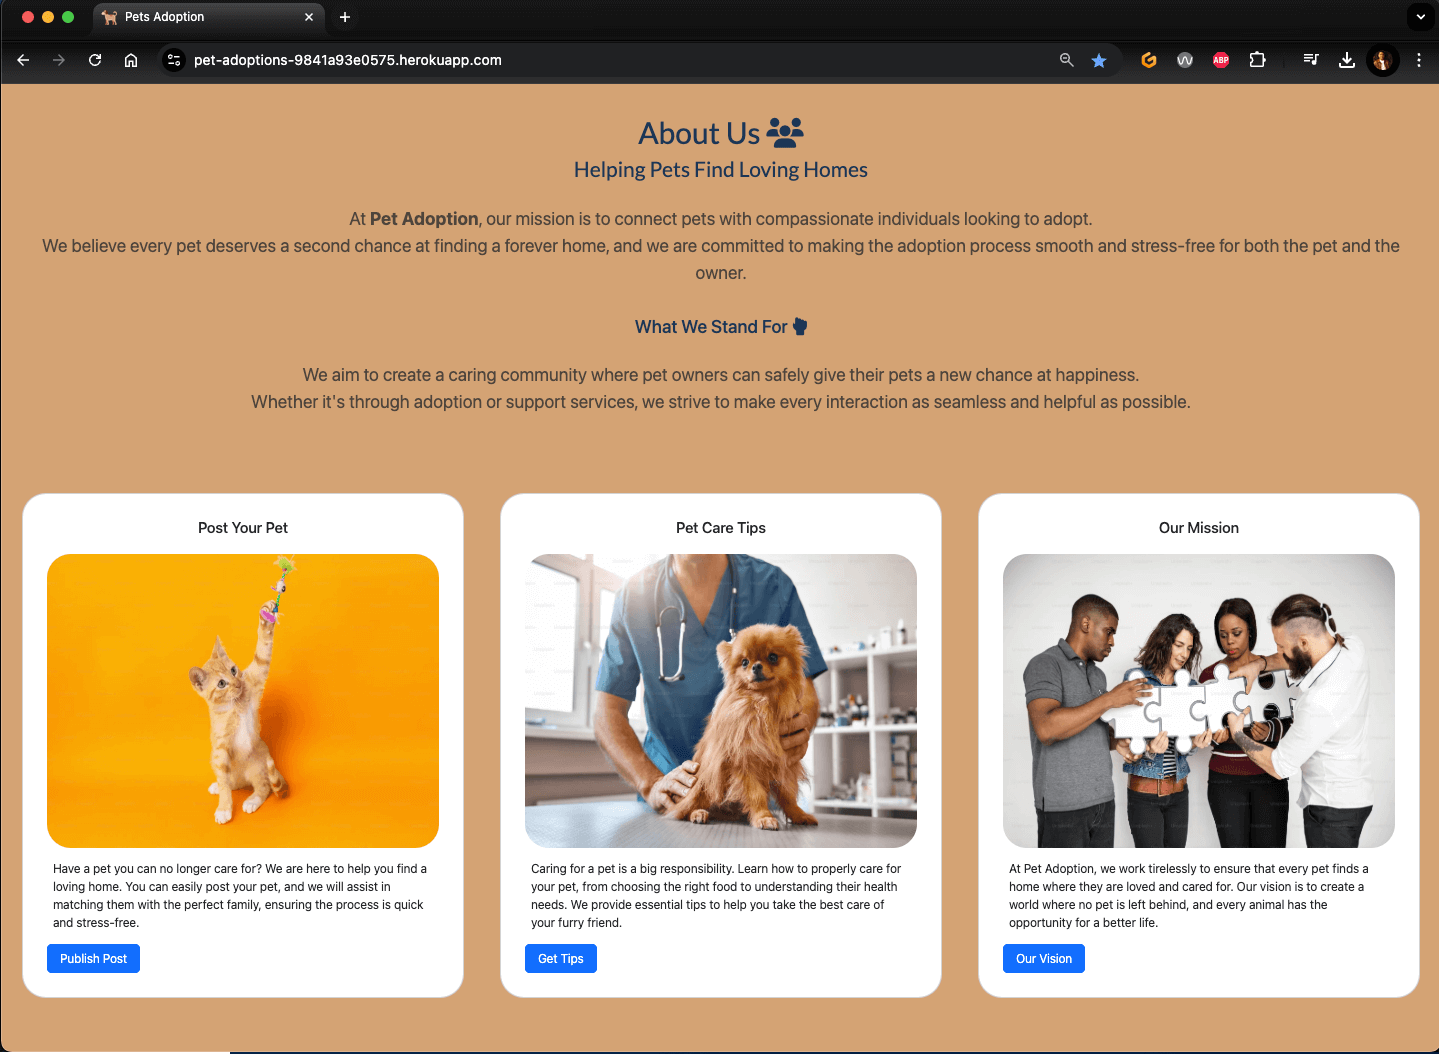 Pets Adoption
pet-adoptions-9841a93e0575.herokuapp.com
ABP
About Us
Helping Pets Find Loving Homes
At Pet Adoption, our mission is to connect pets with compassionate individuals looking to adopt.
We believe every pet deserves a second chance at finding a forever home, and we are committed to making the adoption process smooth and stress-free for both the pet and the
owner.
What We Stand For
We aim to create a caring community where pet owners can safely give their pets a new chance at happiness.
Whether it's through adoption or support services, we strive to make every interaction as seamless and helpful as possible.
Post Your Pet
Have a pet you can no longer care for? We are here to help you find a
loving home. You can easily post your pet, and we will assist in
matching them with the perfect family, ensuring the process is quick
and stress-free.
Publish Post
Pet Care Tips
Caring for a pet is a big responsibility. Learn how to properly care for
your pet, from choosing the right food to understanding their health
needs. We provide essential tips to help you take the best care of
your furry friend.
Get Tips
Our Mission
At Pet Adoption, we work tirelessly to ensure that every pet finds a
home where they are loved and cared for. Our vision is to create a
world where no pet is left behind, and every animal has the
opportunity for a better life.
Our Vision